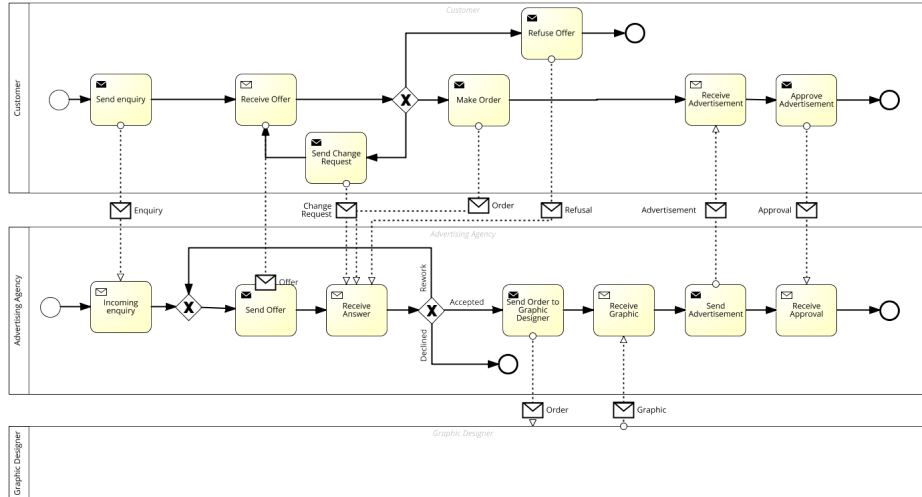 Customer
Customer
Refuse Offer
Send enquiry
Receive Offer
Make Order
Receive
Advertisement
Approve
Advertisement
Send Change
Request
Enquiry
Change
Request
Order
Refusal
Advertisement
Approval
Advertising Agency
Advertising Agency
Incoming
enquiry
Offer
Send Offer
Receive
Answer
Rework
Accepted
Declined
Send Order to
Graphic
Designer
Receive
Graphic
Send
Advertisement
Receive
Approval
Order
Graphic
Graphic Designer
Graphic Designer